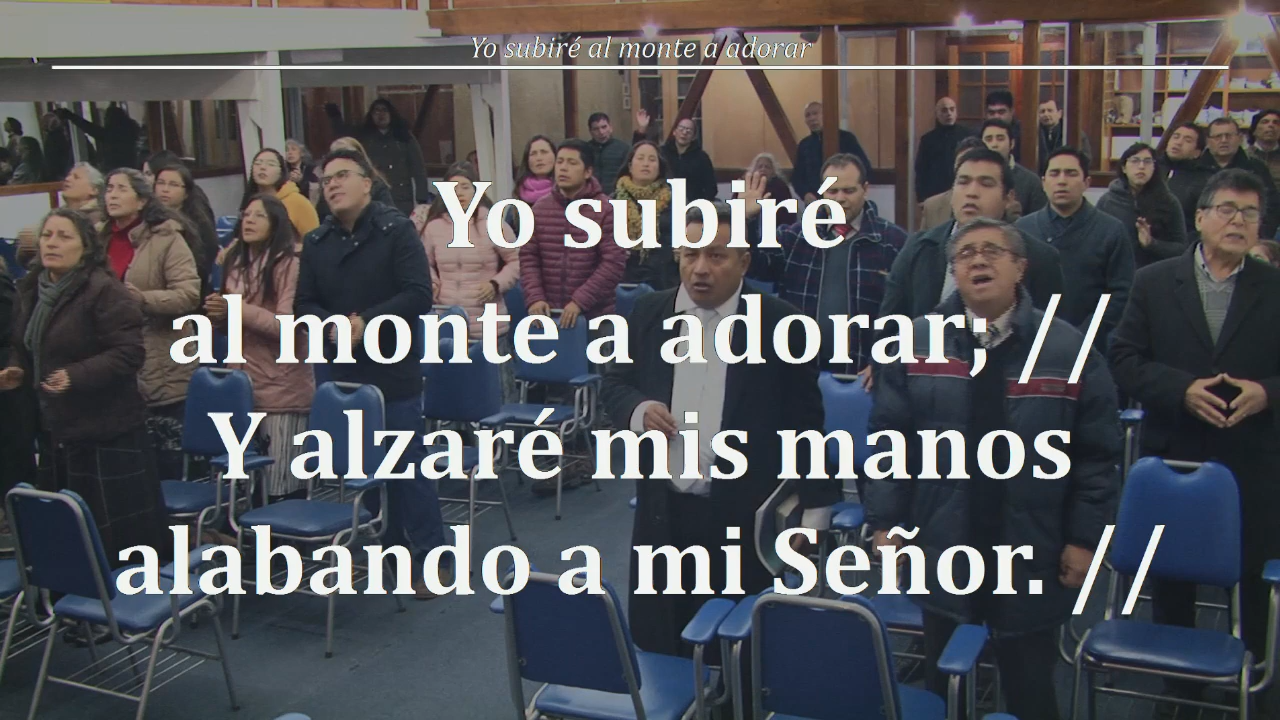 Yo subiré al monte a adorar
Yo subiré
al monte a adorar; //
Y alzaré mis manos
alabando a mi Señor. //